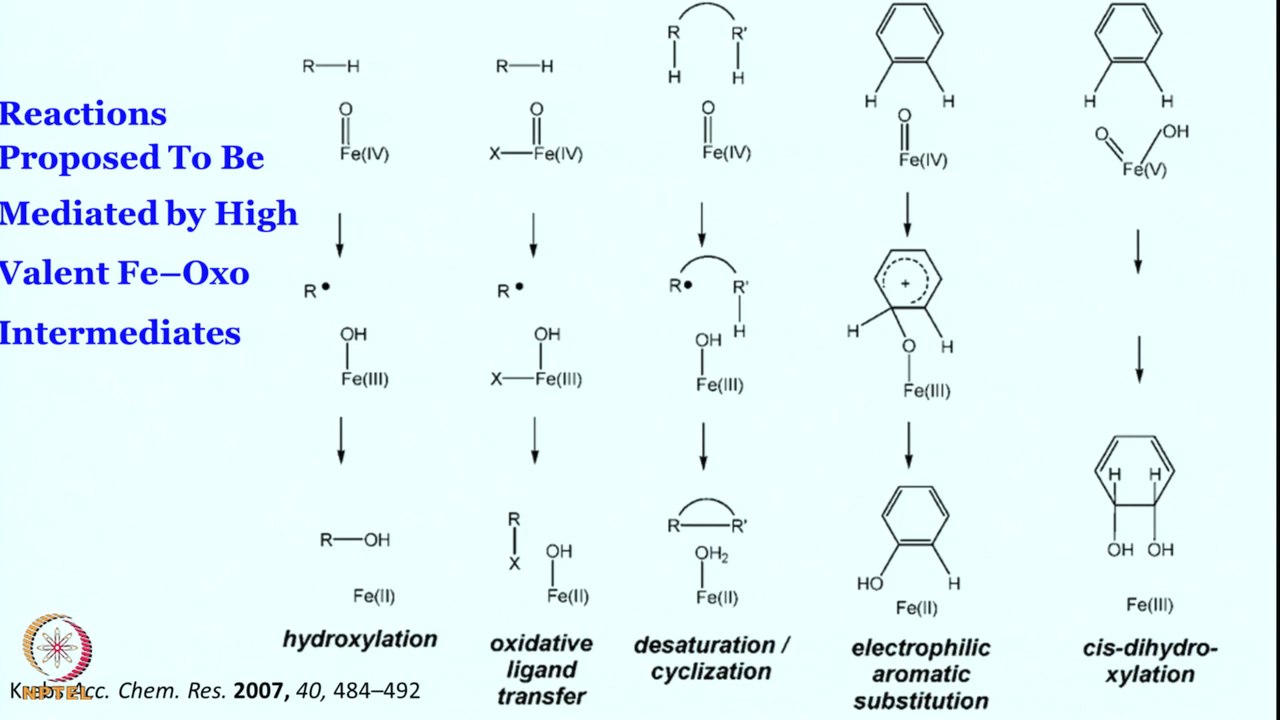 Reactions
Proposed To Be
Mediated by High
Valent Fe–Oxo
Intermediates
R—H
O
Fe(IV)
R•
OH
Fe(III)
R—OH
Fe(II)
hydroxylation
R—H
O
X—Fe(IV)
R•
OH
X—Fe(III)
R
X
OH
Fe(II)
oxidative
ligand
transfer
R R'
H H
O
Fe(IV)
R• R'
H
OH
Fe(III)
R—R'
OH2
Fe(II)
desaturation /
cyclization
H H
O
Fe(IV)
+
H
O H
Fe(III)
HO H
Fe(II)
electrophilic
aromatic
substitution
H H
O OH
Fe(V)
H H
OH OH
Fe(III)
cis-dihydro-
xylation
NPTEL
Acc. Chem. Res. 2007, 40, 484–492